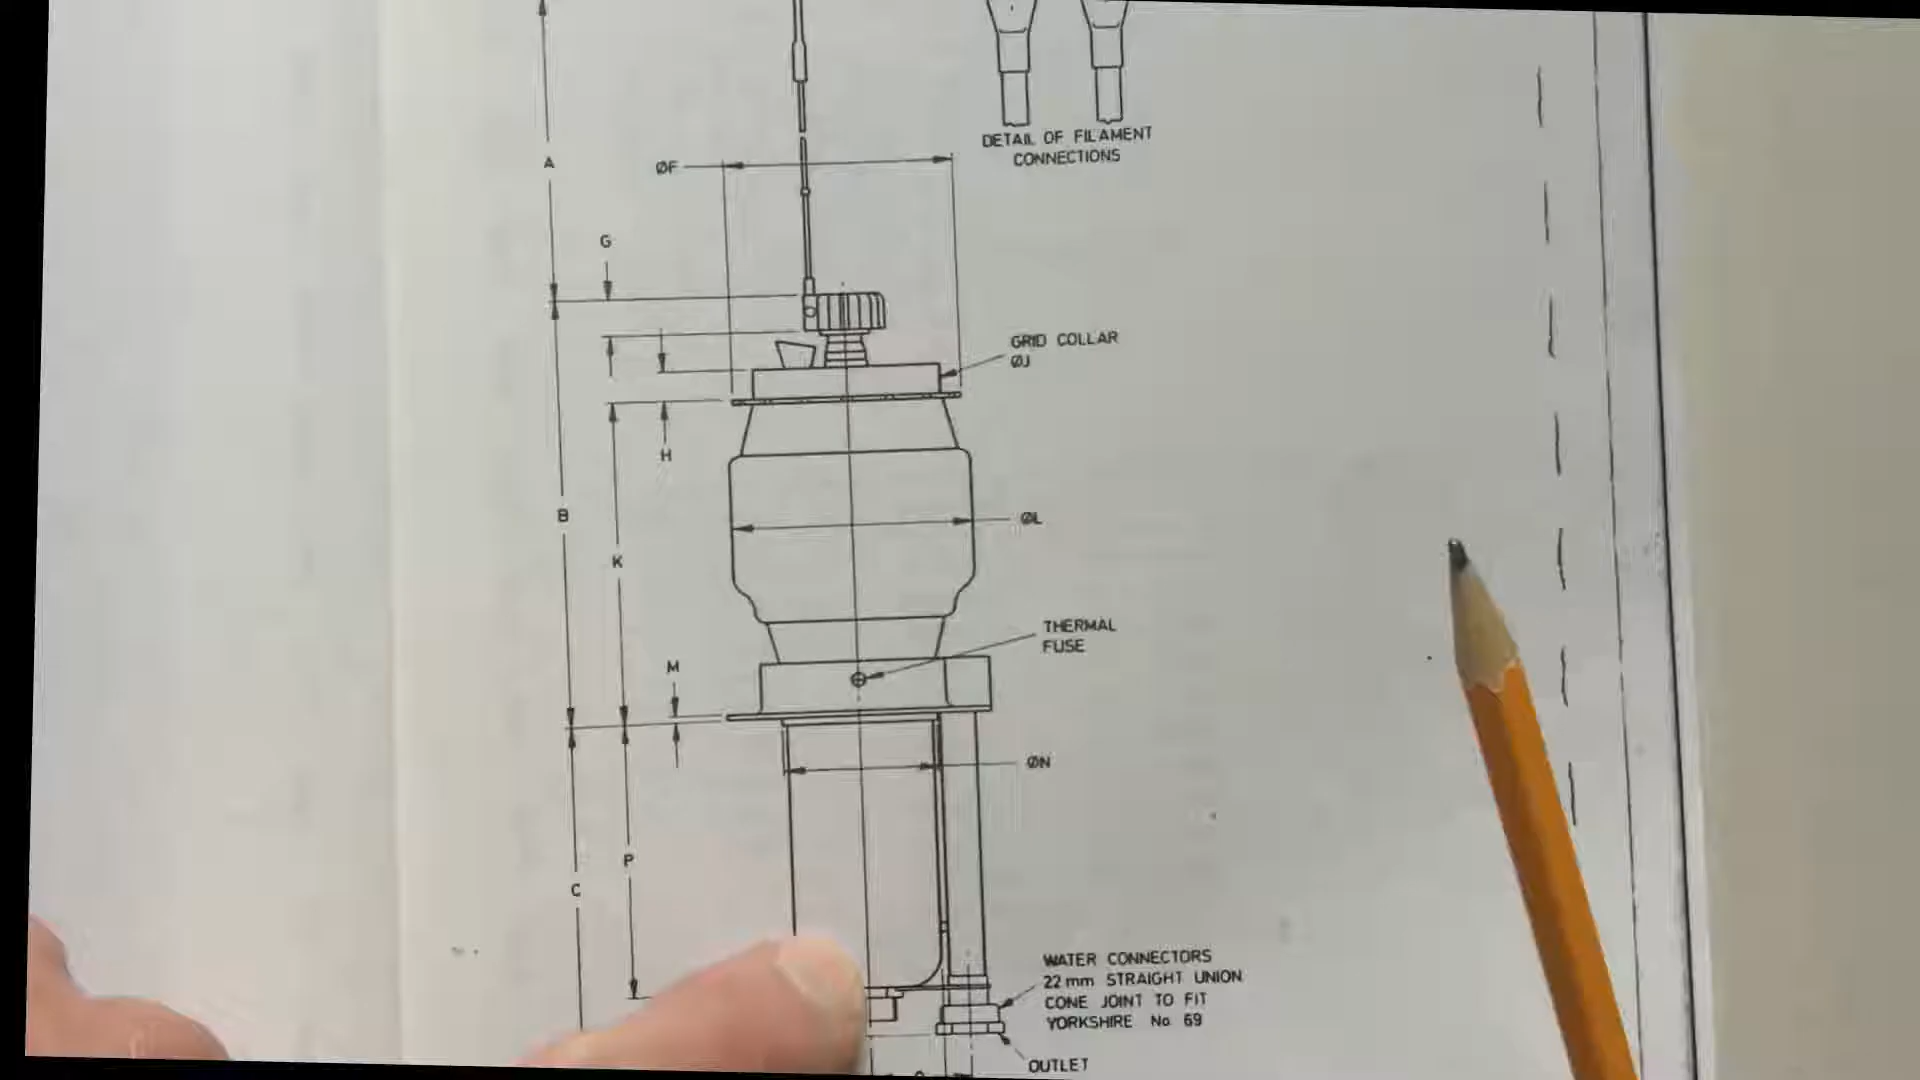 DETAIL OF FILAMENT
CONNECTIONS
A
ØF
G
GRID COLLAR
ØJ
H
B
ØL
K
THERMAL
FUSE
M
ØN
P
C
WATER CONNECTORS
22 mm STRAIGHT UNION
CONE JOINT TO FIT
YORKSHIRE No 69
OUTLET